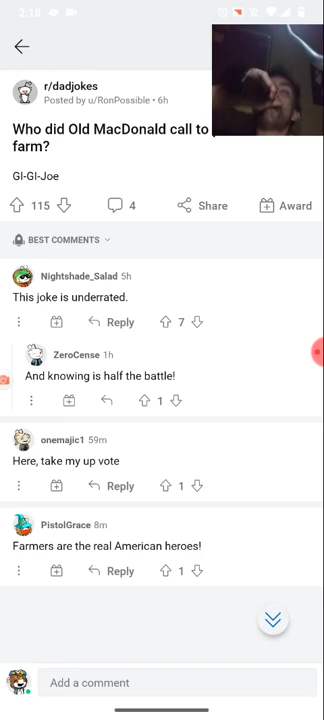 2:18
r/dadjokes
Posted by u/RonPossible • 6h
Who did Old MacDonald call to
farm?
GI-GI-Joe
115
4
Share
Award
BEST COMMENTS
Nightshade_Salad 5h
This joke is underrated.
Reply
7
ZeroCense 1h
And knowing is half the battle!
1
onemajic1 59m
Here, take my up vote
Reply
1
PistolGrace 8m
Farmers are the real American heroes!
Reply
1
Add a comment